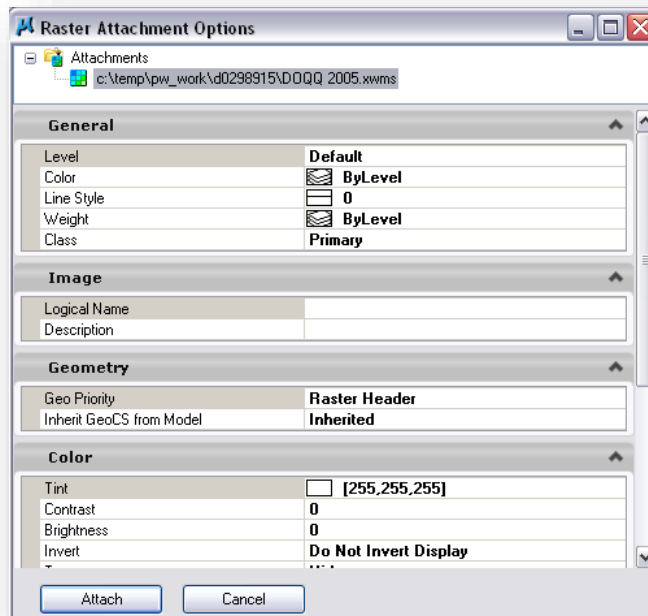 Raster Attachment Options
Attachments
c:\temp\pw_work\d0298915\DOQQ 2005.xwms
General
Level Default
Color ByLevel
Line Style 0
Weight ByLevel
Class Primary
Image
Logical Name
Description
Geometry
Geo Priority Raster Header
Inherit GeoCS from Model Inherited
Color
Tint [255,255,255]
Contrast 0
Brightness 0
Invert Do Not Invert Display
Attach Cancel